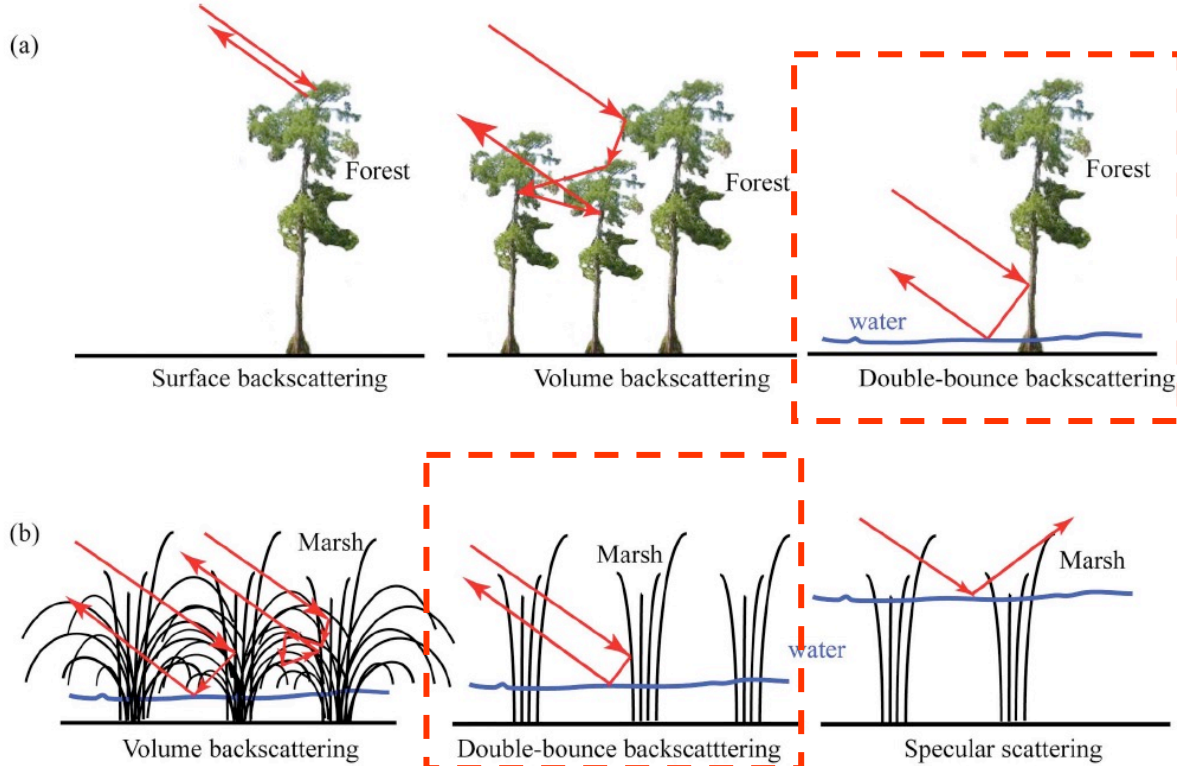 (a)
Forest
Forest
Forest
water
Surface backscattering
Volume backscattering
Double-bounce backscattering
(b)
Marsh
Marsh
Marsh
water
Volume backscattering
Double-bounce backscatttering
Specular scattering